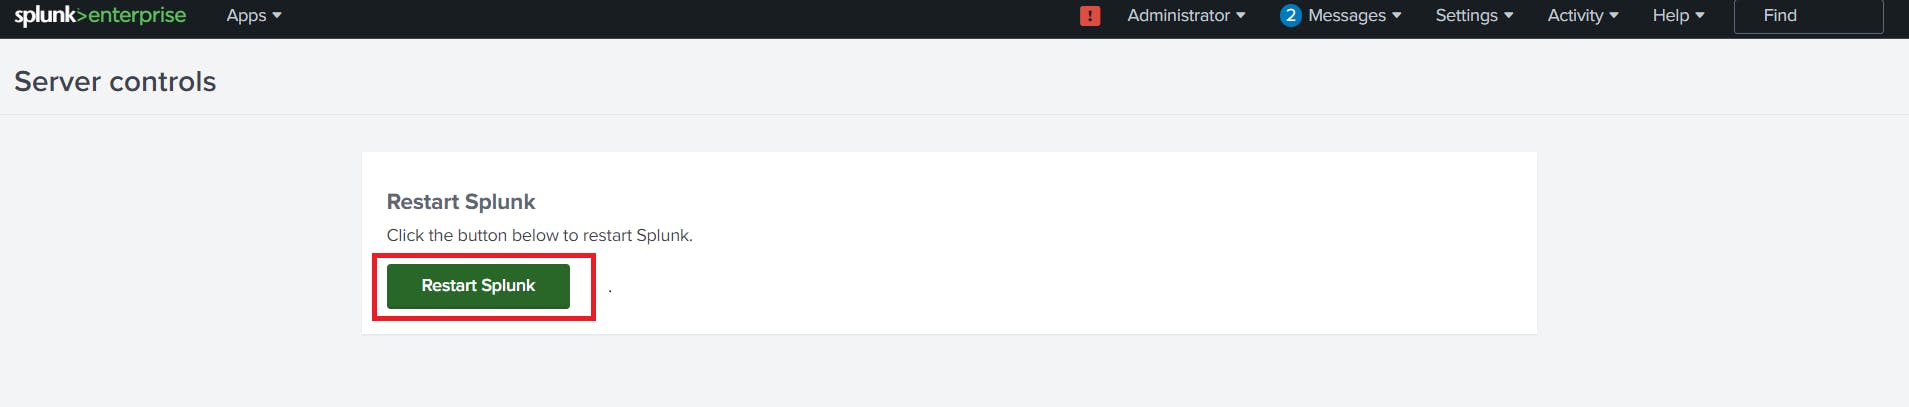 splunk>enterprise Apps ! Administrator 2 Messages Settings Activity Help Find
Server controls
Restart Splunk
Click the button below to restart Splunk.
Restart Splunk .